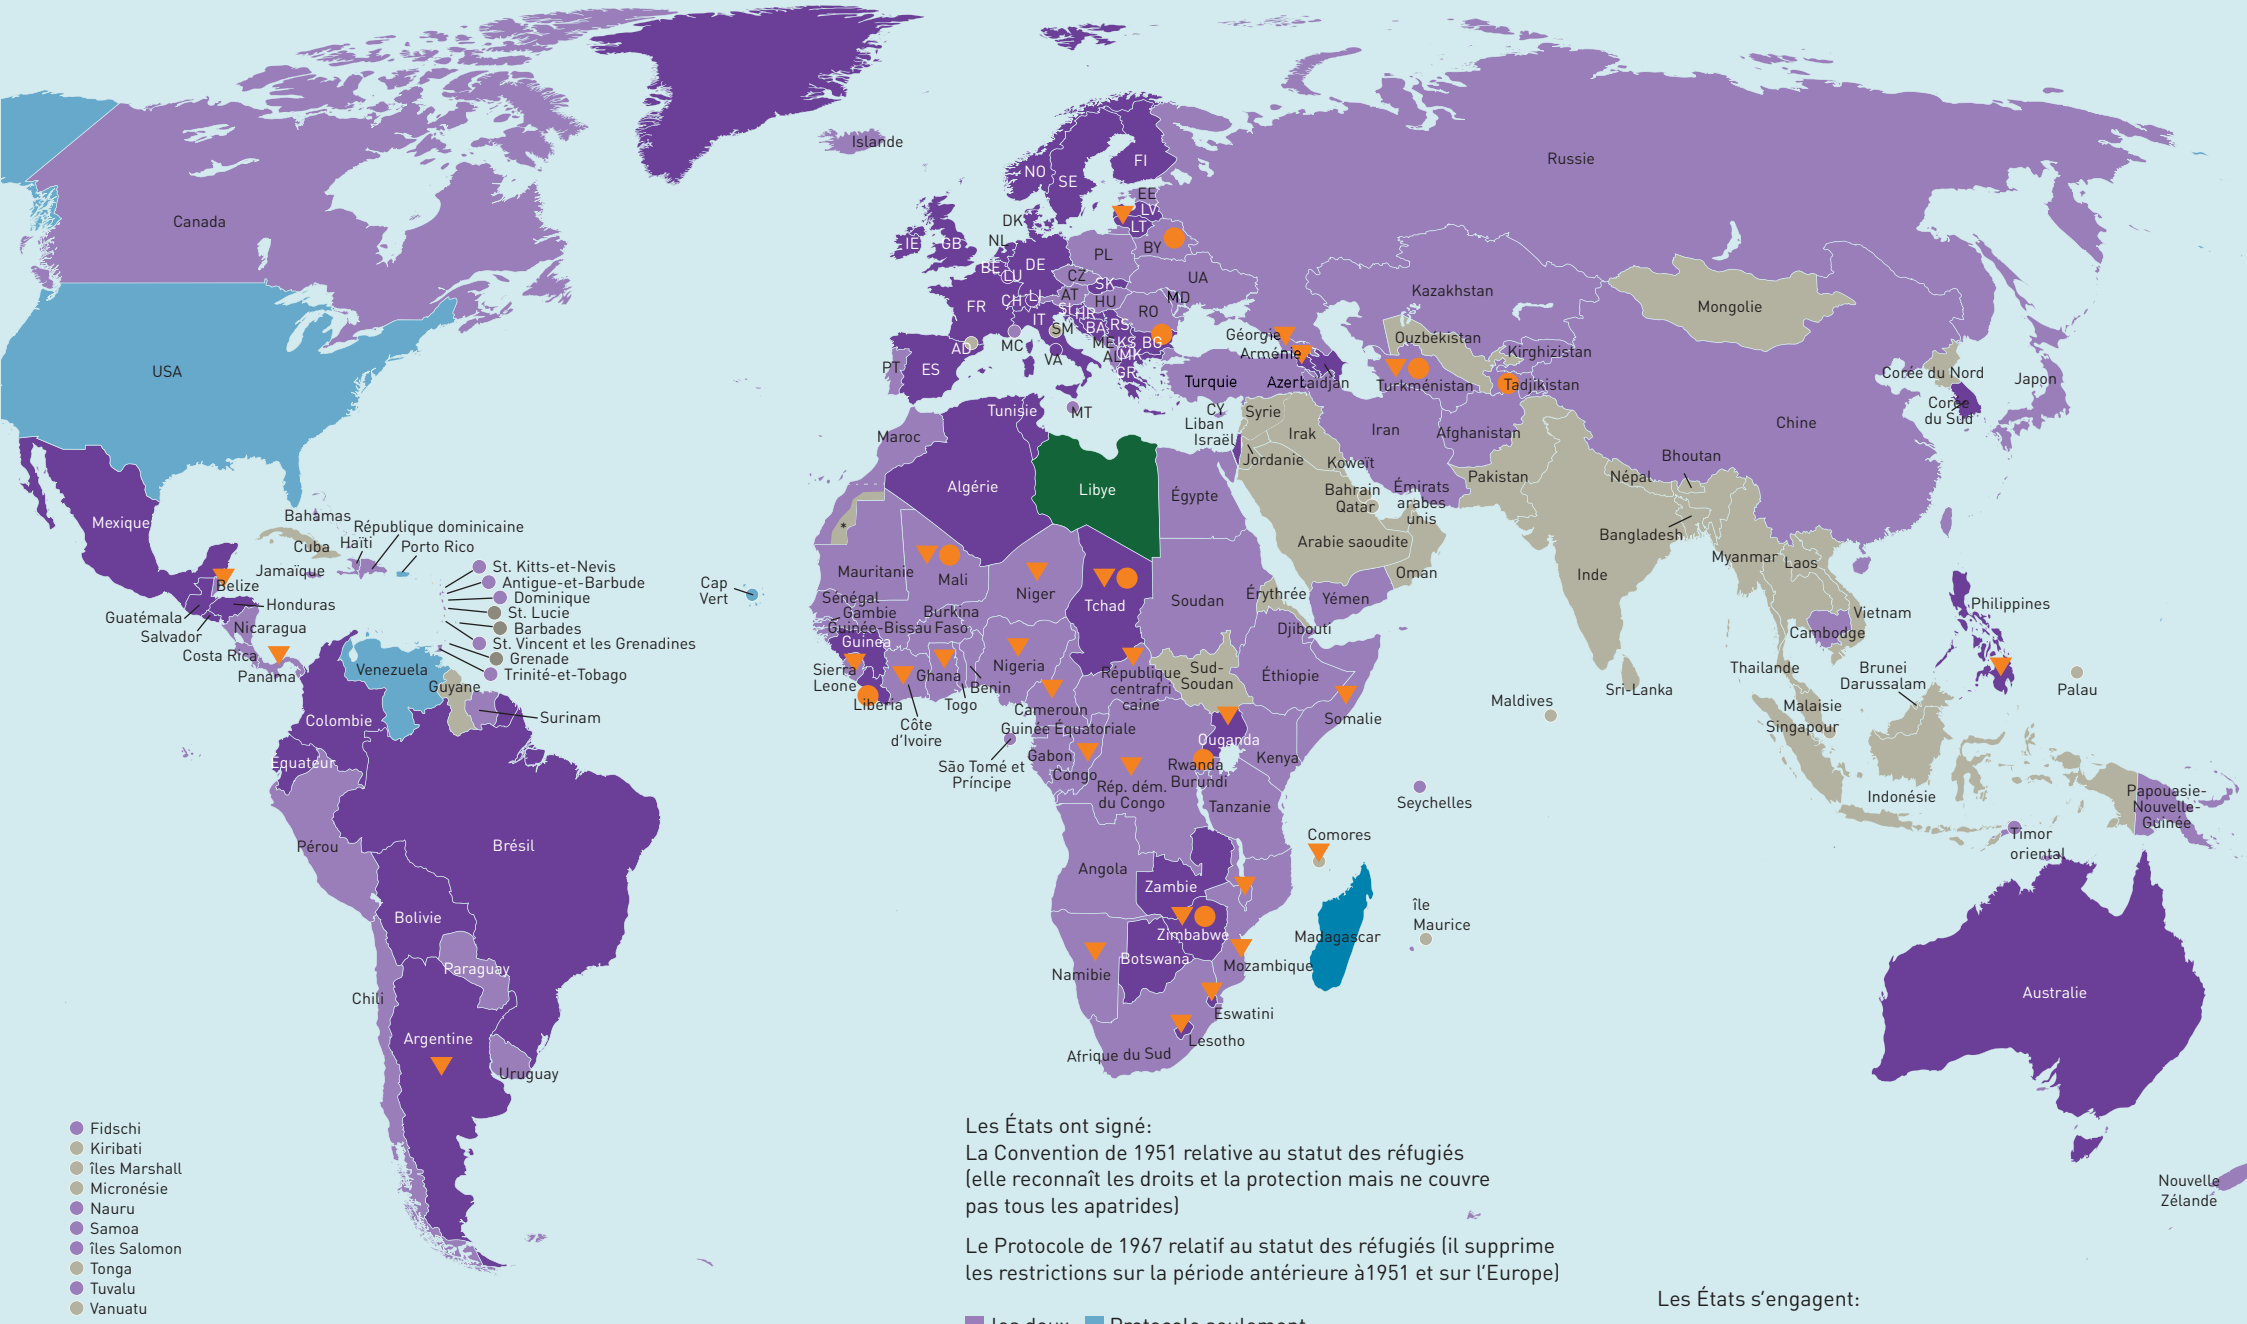 Islande
Russie
Canada
USA
NO
SE
FI
EE
LV
LT
DK
NL
IE
GB
BE
LU
DE
PL
BY
CZ
SK
UA
FR
CH
LI
AT
HU
MD
RO
IT
SL
HR
BA
RS
SM
ME
KS
BG
AD
MC
VA
AL
MK
PT
ES
GR
MT
CY
Géorgie
Arménie
Turquie
Azerbaidjan
Kazakhstan
Ouzbékistan
Kirghizistan
Turkménistan
Tadjikistan
Mongolie
Corée du Nord
Corée
du Sud
Japon
Chine
Tunisie
Maroc
Algérie
Libye
Égypte
Liban
Israël
Syrie
Jordanie
Irak
Iran
Koweït
Afghanistan
Pakistan
Bahrain
Qatar
Émirats
arabes
unis
Arabie saoudite
Oman
Yémen
Népal
Bhoutan
Bangladesh
Inde
Myanmar
Laos
Vietnam
Cambodge
Thailande
Philippines
Brunei
Darussalam
Malaisie
Singapour
Indonésie
Palau
Sri-Lanka
Maldives
Papouasie-
Nouvelle-
Guinée
Timor
oriental
Australie
Nouvelle
Zélande
Mexique
Bahamas
République dominicaine
Cuba
Haïti
Porto Rico
Jamaïque
Belize
Honduras
Guatémala
Salvador
Nicaragua
Costa Rica
Panama
St. Kitts-et-Nevis
Antigue-et-Barbude
Dominique
St. Lucie
Barbades
St. Vincent et les Grenadines
Grenade
Trinité-et-Tobago
Venezuela
Guyane
Surinam
Colombie
Équateur
Pérou
Brésil
Bolivie
Paraguay
Chili
Argentine
Uruguay
Cap
Vert
*
Mauritanie
Mali
Niger
Tchad
Soudan
Érythrée
Djibouti
Sénégal
Gambie
Guinée-Bissau
Burkina
Faso
Guinea
Sierra
Leone
Liberia
Côte
d'Ivoire
Ghana
Togo
Benin
Nigeria
Cameroun
République
centrafri
caine
Sud-
Soudan
Éthiopie
Somalie
Guinée Équatoriale
São Tomé et
Príncipe
Gabon
Congo
Rép. dém.
du Congo
Ouganda
Rwanda
Burundi
Kenya
Tanzanie
Seychelles
Comores
Angola
Zambie
Zimbabwe
Botswana
Namibie
Mozambique
Madagascar
île
Maurice
Eswatini
Lesotho
Afrique du Sud
Fidschi
Kiribati
îles Marshall
Micronésie
Nauru
Samoa
îles Salomon
Tonga
Tuvalu
Vanuatu
Les États ont signé:
La Convention de 1951 relative au statut des réfugiés
(elle reconnaît les droits et la protection mais ne couvre
pas tous les apatrides)
Le Protocole de 1967 relatif au statut des réfugiés (il supprime
les restrictions sur la période antérieure à1951 et sur l'Europe)
les deux
Protocole seulement
Les États s'engagent: